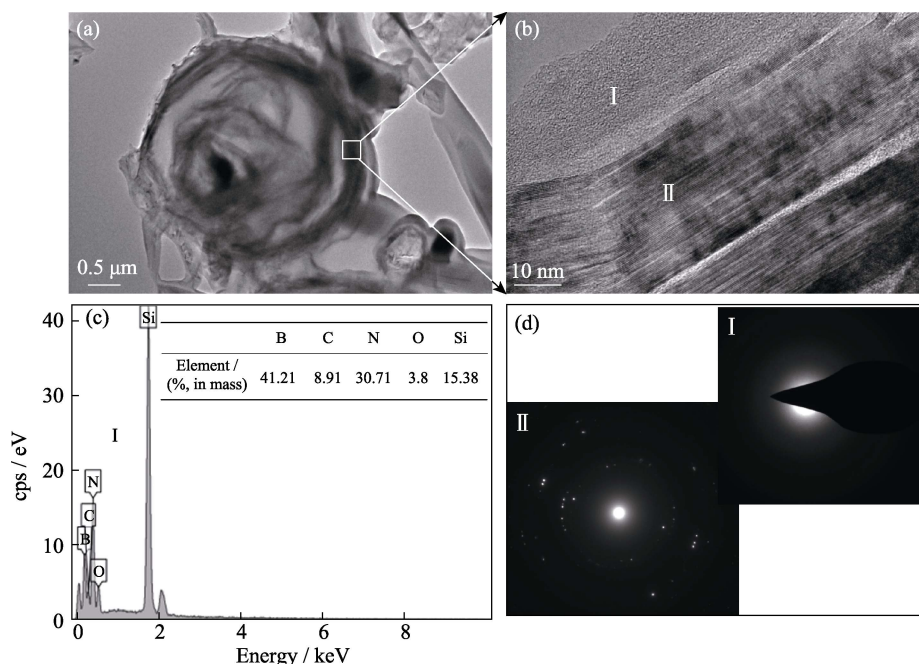 (a)
0.5 μm
(b)
Ⅰ
Ⅱ
10 nm
(c)
cps / eV
40
30
20
10
0
Si
N
C
B
O
Ⅰ
B C N O Si
Element /
(%, in mass) 41.21 8.91 30.71 3.8 15.38
0 2 4 6 8
Energy / keV
(d)
Ⅰ
Ⅱ